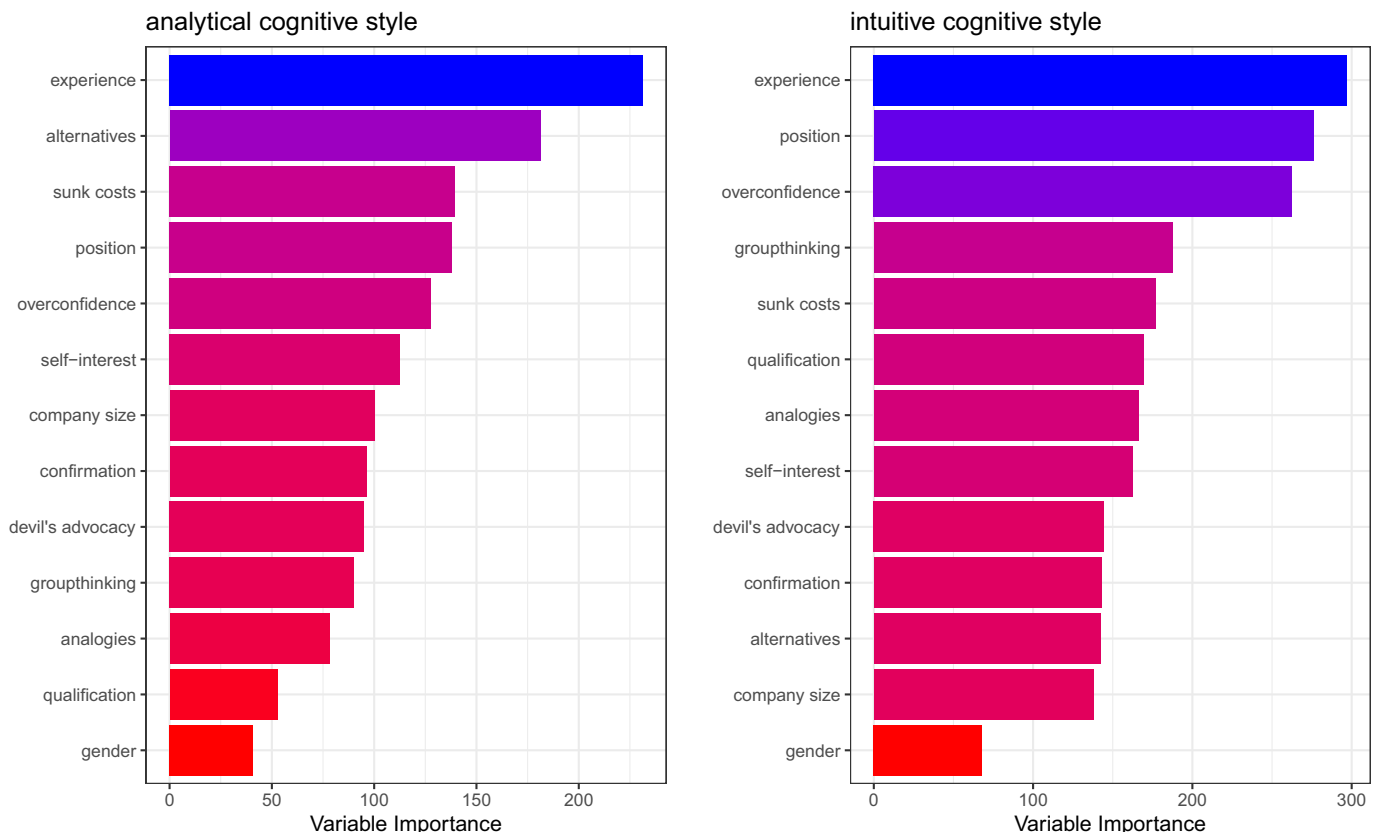 analytical cognitive style
experience
alternatives
sunk costs
position
overconfidence
self−interest
company size
confirmation
devil's advocacy
groupthinking
analogies
qualification
gender
0 50 100 150 200
Variable Importance
intuitive cognitive style
experience
position
overconfidence
groupthinking
sunk costs
qualification
analogies
self−interest
devil's advocacy
confirmation
alternatives
company size
gender
0 100 200 300
Variable Importance